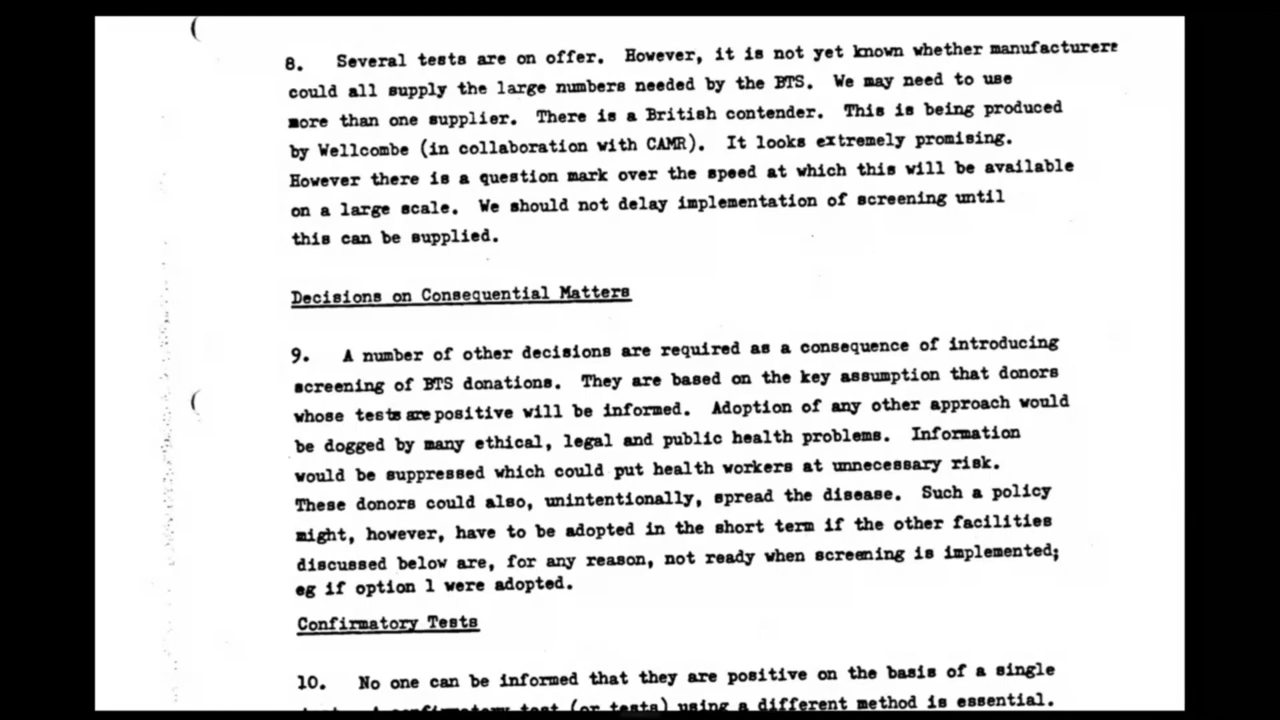 8. Several tests are on offer. However, it is not yet known whether manufacturers
could all supply the large numbers needed by the BTS. We may need to use
more than one supplier. There is a British contender. This is being produced
by Wellcombe (in collaboration with CAMR). It looks extremely promising.
However there is a question mark over the speed at which this will be available
on a large scale. We should not delay implementation of screening until
this can be supplied.
Decisions on Consequential Matters
9. A number of other decisions are required as a consequence of introducing
screening of BTS donations. They are based on the key assumption that donors
whose tests are positive will be informed. Adoption of any other approach would
be dogged by many ethical, legal and public health problems. Information
would be suppressed which could put health workers at unnecessary risk.
These donors could also, unintentionally, spread the disease. Such a policy
might, however, have to be adopted in the short term if the other facilities
discussed below are, for any reason, not ready when screening is implemented;
eg if option 1 were adopted.
Confirmatory Tests
10. No one can be informed that they are positive on the basis of a single
confirmatory test (or tests) using a different method is essential.